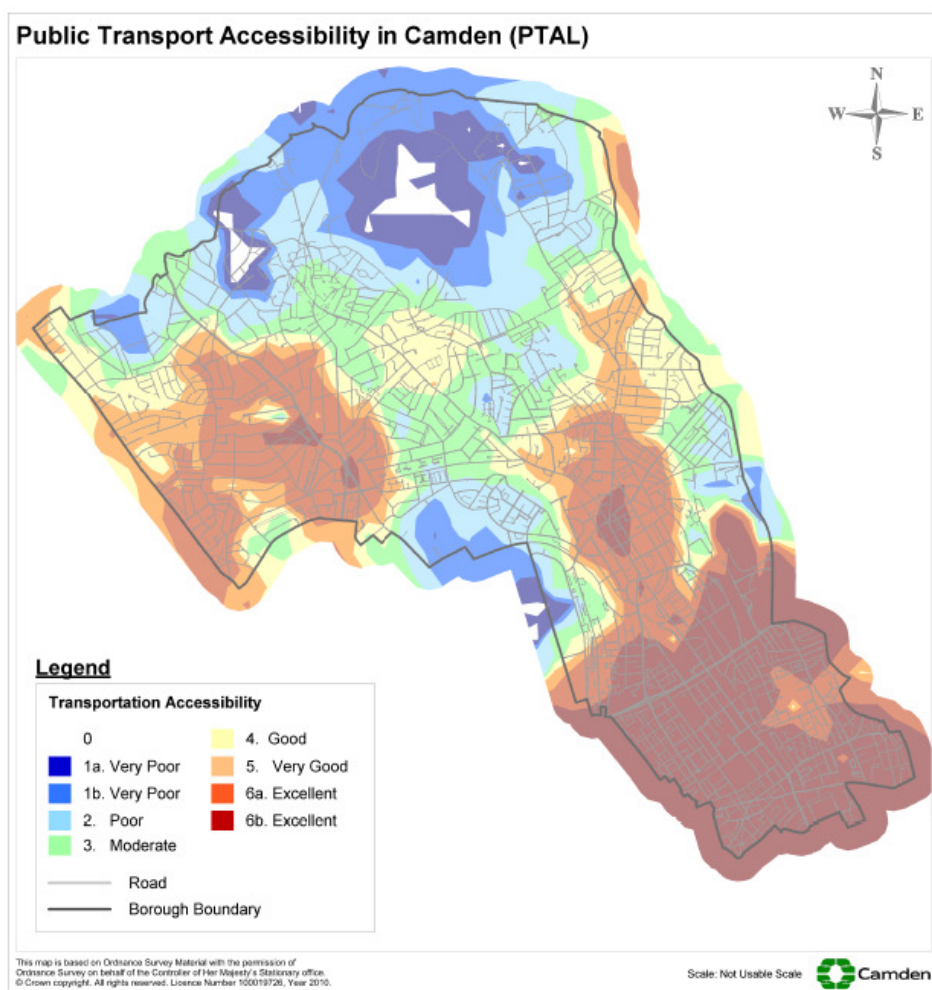 Public Transport Accessibility in Camden (PTAL)
N
W E
S
Legend
Transportation Accessibility
0
1a. Very Poor
1b. Very Poor
2. Poor
3. Moderate
4. Good
5. Very Good
6a. Excellent
6b. Excellent
Road
Borough Boundary
This map is based on Ordnance Survey Material with the permission of
Ordnance Survey on behalf of the Controller of Her Majesty's Stationary office.
© Crown copyright. All rights reserved. Licence Number 100019726, Year 2010.
Scale: Not Usable Scale
Camden